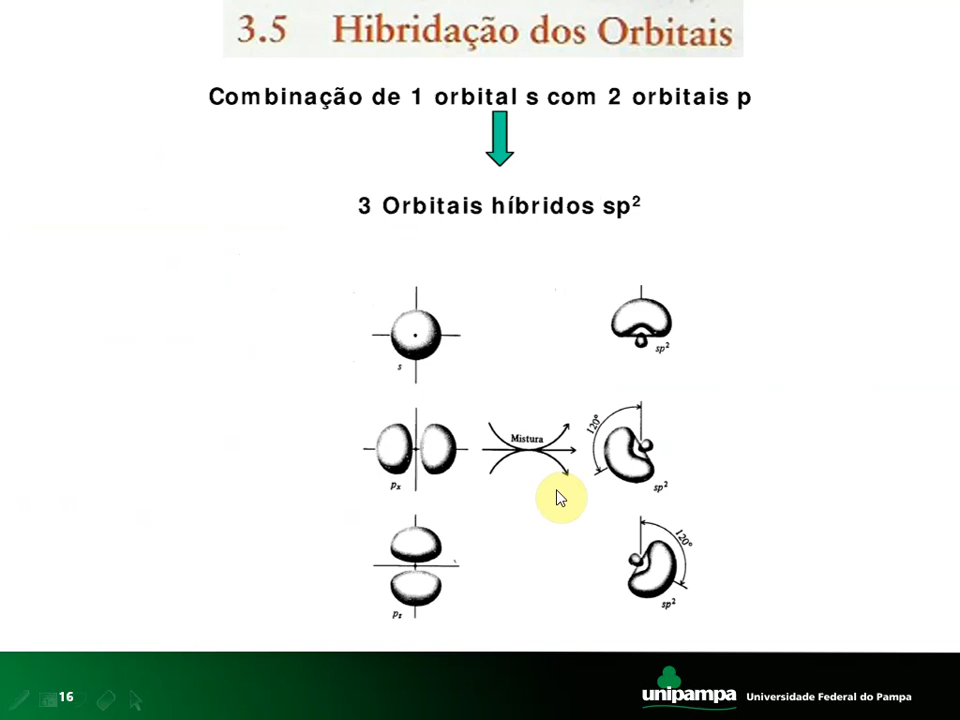 3.5 Hibridação dos Orbitais
Combinação de 1 orbital s com 2 orbitais p
3 Orbitais híbridos sp²
s
sp²
Mistura
120°
pₓ
sp²
120°
p𝓏
sp²
16
unipampa
Universidade Federal do Pampa